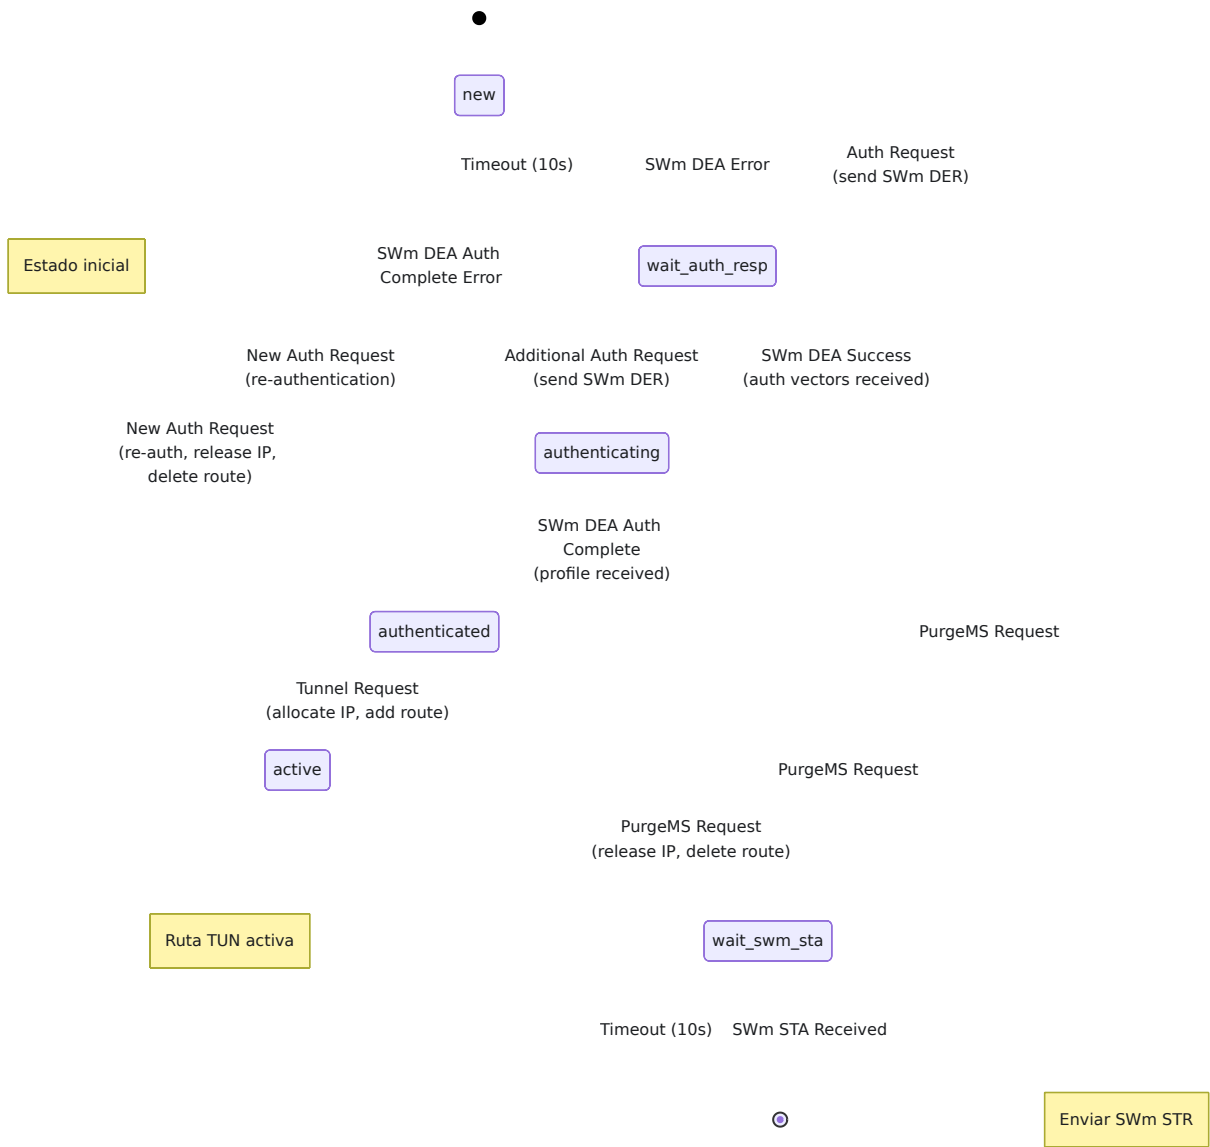 new
Timeout (10s)
SWm DEA Error
Auth Request
(send SWm DER)
Estado inicial
SWm DEA Auth
Complete Error
wait_auth_resp
New Auth Request
(re-authentication)
Additional Auth Request
(send SWm DER)
SWm DEA Success
(auth vectors received)
New Auth Request
(re-auth, release IP,
delete route)
authenticating
SWm DEA Auth
Complete
(profile received)
authenticated
PurgeMS Request
Tunnel Request
(allocate IP, add route)
active
PurgeMS Request
PurgeMS Request
(release IP, delete route)
Ruta TUN activa
wait_swm_sta
Timeout (10s)
SWm STA Received
Enviar SWm STR